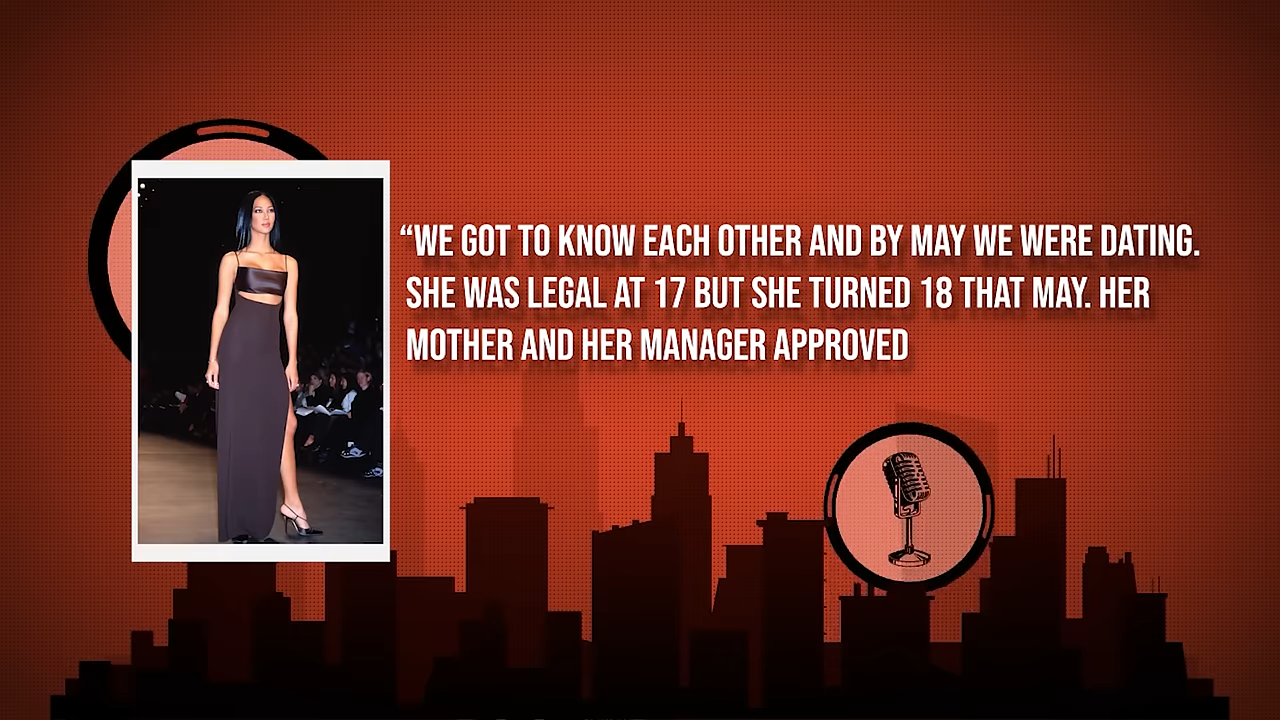 “WE GOT TO KNOW EACH OTHER AND BY MAY WE WERE DATING.
SHE WAS LEGAL AT 17 BUT SHE TURNED 18 THAT MAY. HER
MOTHER AND HER MANAGER APPROVED